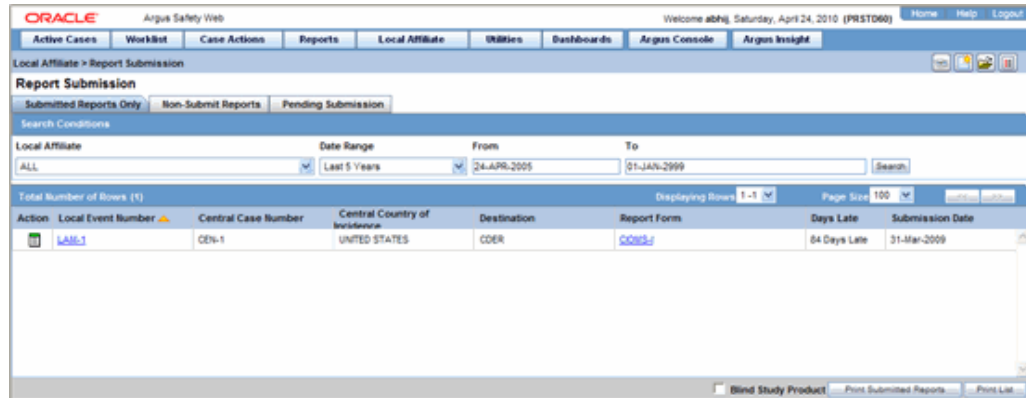 ORACLE Argus Safety Web Welcome abhij, Saturday, April 24, 2010 (PRSTD60) Home Help Logout
Active Cases Worklist Case Actions Reports Local Affiliate Utilities Dashboards Argus Console Argus Insight
Local Affiliate > Report Submission
Report Submission
Submitted Reports Only Non-Submit Reports Pending Submission
Search Conditions
Local Affiliate Date Range From To
ALL Last 5 Years 24-APR-2005 01-JAN-2999 Search
Total Number of Rows (1) Displaying Rows 1 -1 Page Size 100 << >>
Action Local Event Number Central Case Number Central Country of Incidence Destination Report Form Days Late Submission Date
LAM-1 CEN-1 UNITED STATES CDER CIOMS-I 84 Days Late 31-Mar-2009
Blind Study Product Print Submitted Reports Print List